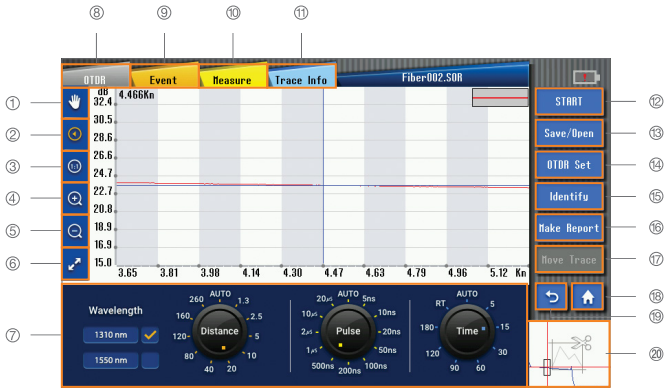 ⑧ ⑨ ⑩ ⑪
OTDR Event Measure Trace Info Fiber002.SOR
dB
4.466Kn
32.4
30.5
28.6
26.6
24.7
22.7
20.8
18.9
16.9
15.0
3.65 3.81 3.98 4.14 4.30 4.47 4.63 4.79 4.96 5.12 Kn
① ② ③ 1:1 ④ ⑤ ⑥ ⑦
START ⑫
Save/Open ⑬
OTDR Set ⑭
Identify ⑮
Make Report ⑯
Move Trace ⑰
⑱
⑲
⑳
Wavelength
1310 nm
1550 nm
Distance
AUTO 1.3 2.5 5 10 20 40 80 120 160 260
Pulse
AUTO 5ns 10ns 20ns 50ns 100ns 200ns 500ns 1μs 2μs 10μs 20μs
Time
AUTO 5 15 30 60 90 120 180 RT